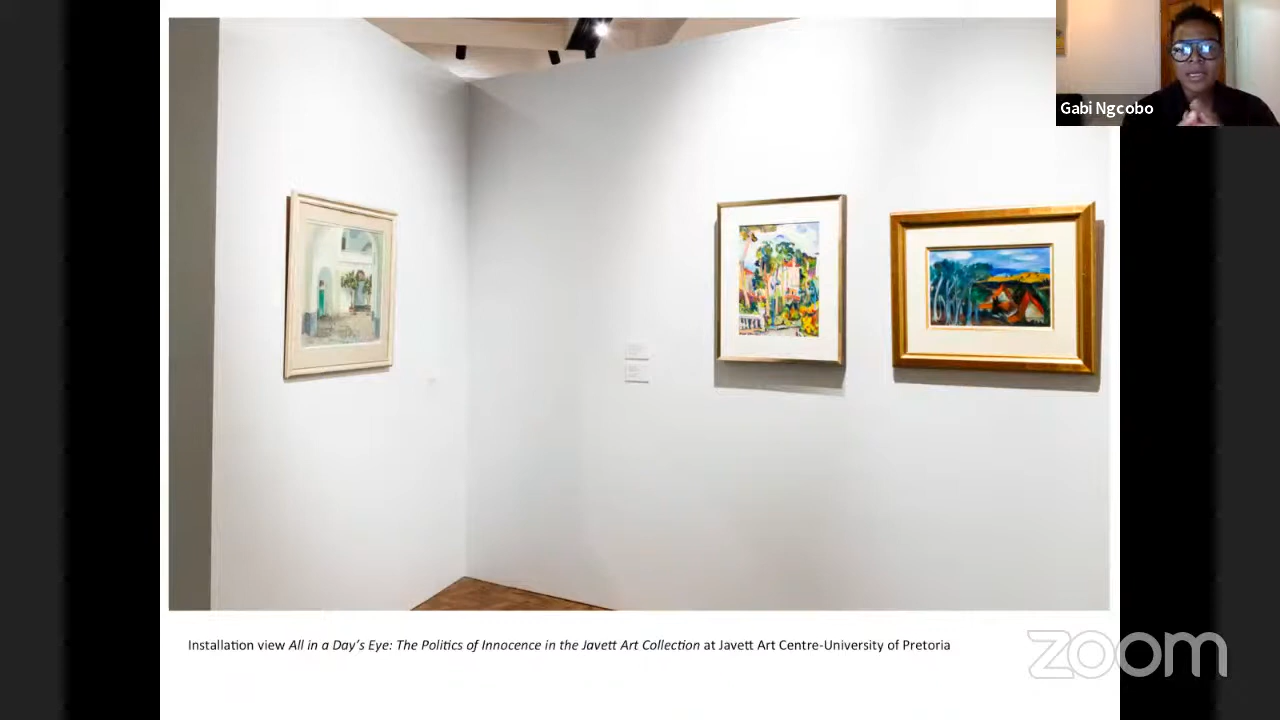 Gabi Ngcobo
Installation view All in a Day's Eye: The Politics of Innocence in the Javett Art Collection at Javett Art Centre-University of Pretoria
zoom